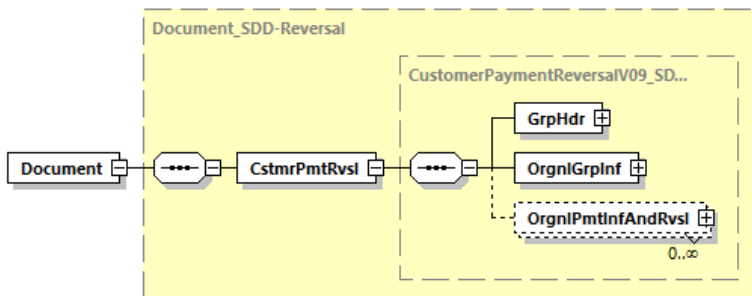 Document_SDD-Reversal
CustomerPaymentReversalV09_SD...
GrpHdr
Document
CstmrPmtRvsl
OrgnlGrpInf
OrgnlPmtInfAndRvsl
0..∞